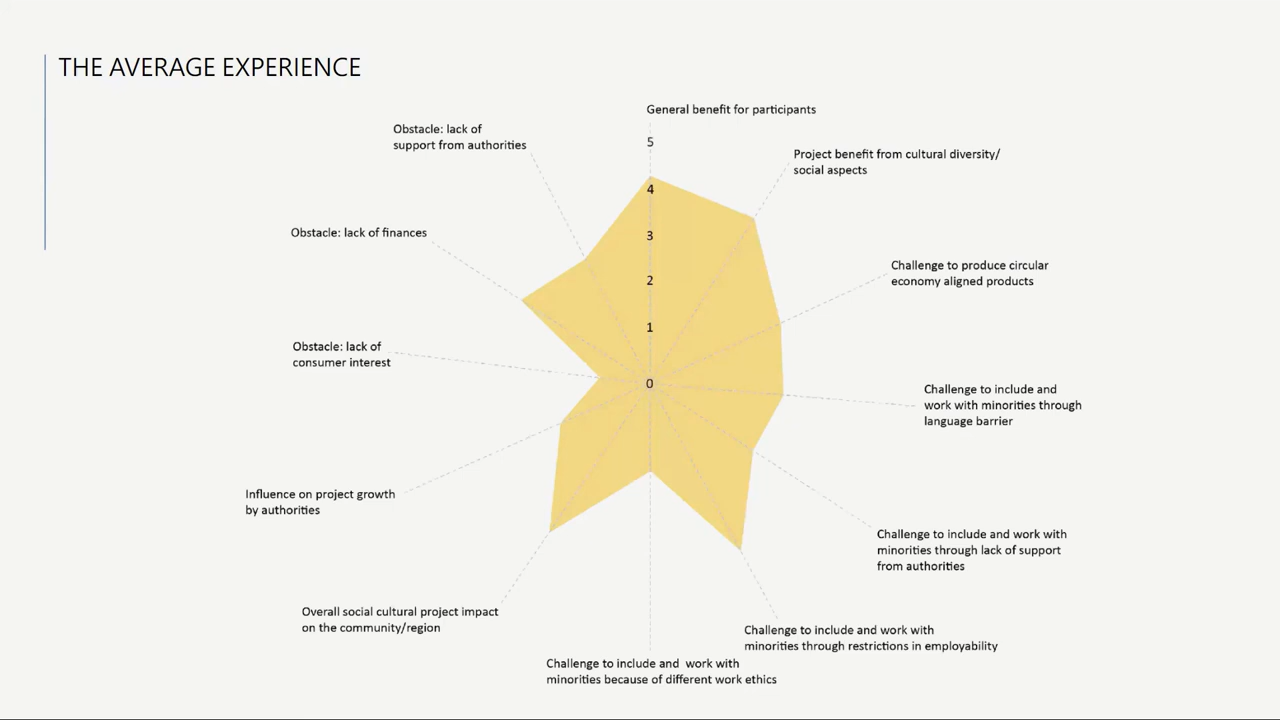 THE AVERAGE EXPERIENCE
General benefit for participants
Obstacle: lack of
support from authorities
5
Project benefit from cultural diversity/
social aspects
4
Obstacle: lack of finances
3
Challenge to produce circular
economy aligned products
2
1
Obstacle: lack of
consumer interest
0
Challenge to include and
work with minorities through
language barrier
Influence on project growth
by authorities
Challenge to include and work with
minorities through lack of support
from authorities
Overall social cultural project impact
on the community/region
Challenge to include and work with
minorities through restrictions in employability
Challenge to include and  work with
minorities because of different work ethics